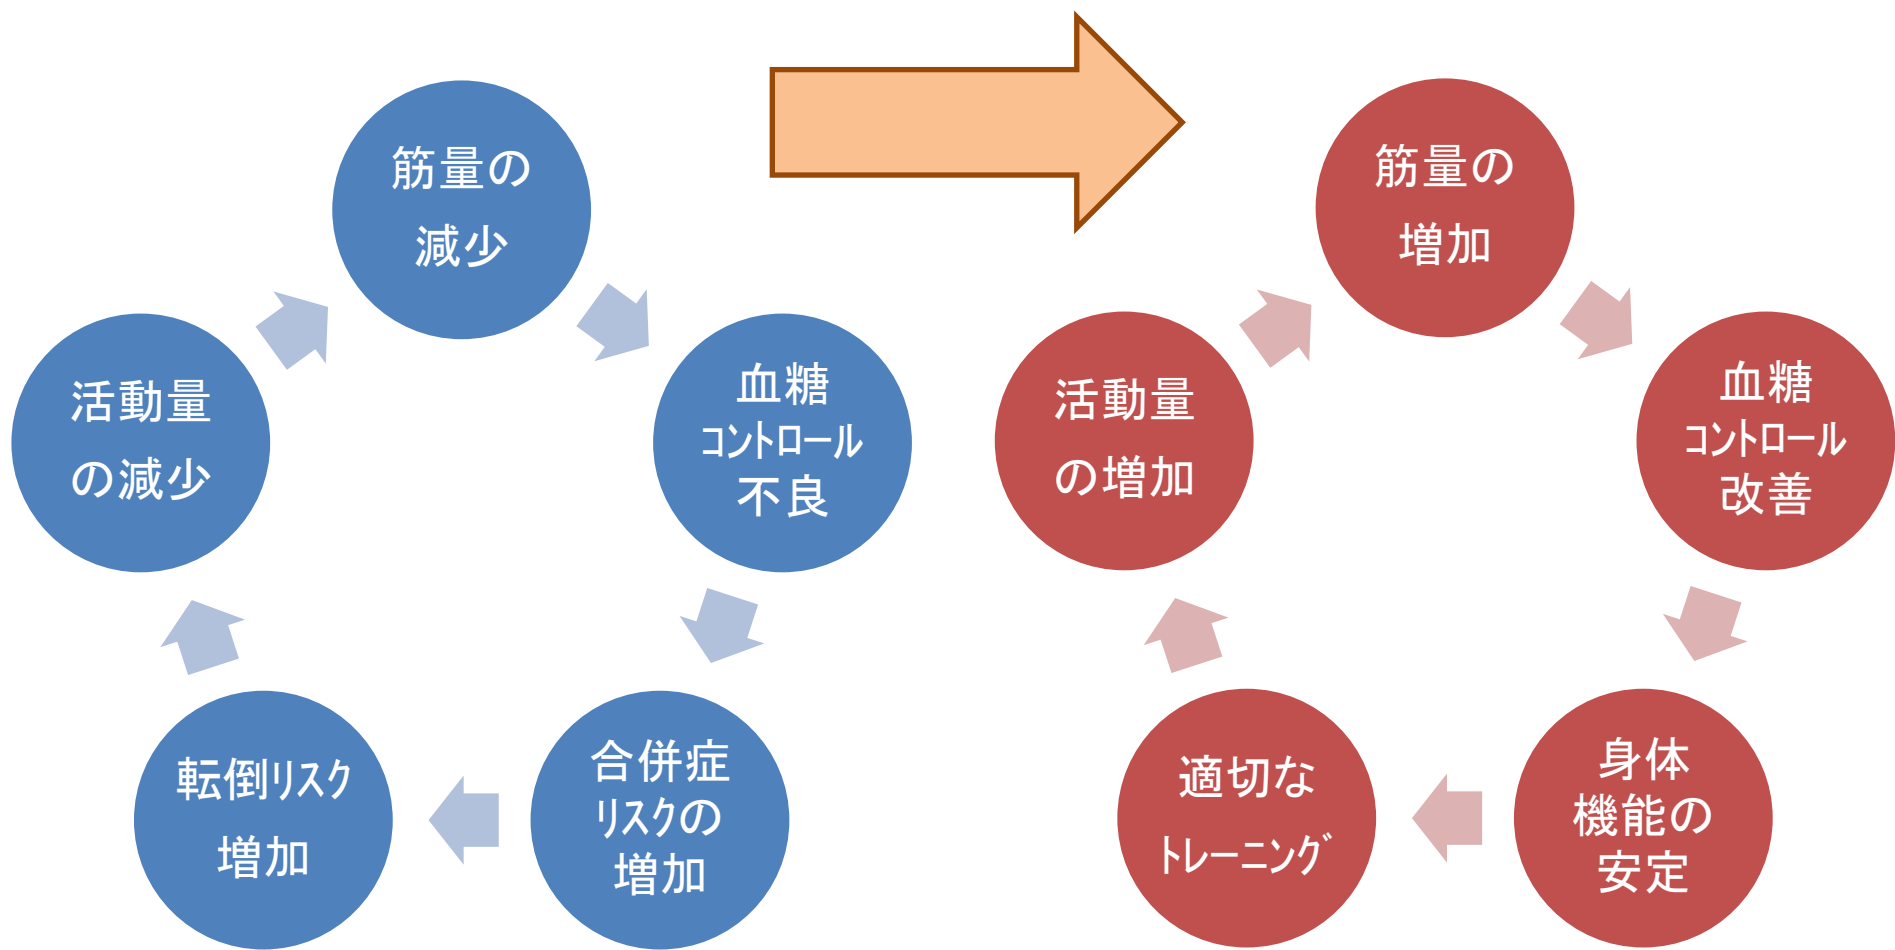 筋量の
減少
血糖
ｺﾝﾄﾛｰﾙ
不良
合併症
ﾘｽｸの
増加
転倒ﾘｽｸ
増加
活動量
の減少
筋量の
増加
血糖
ｺﾝﾄﾛｰﾙ
改善
身体
機能の
安定
適切な
ﾄﾚｰﾆﾝｸﾞ
活動量
の増加